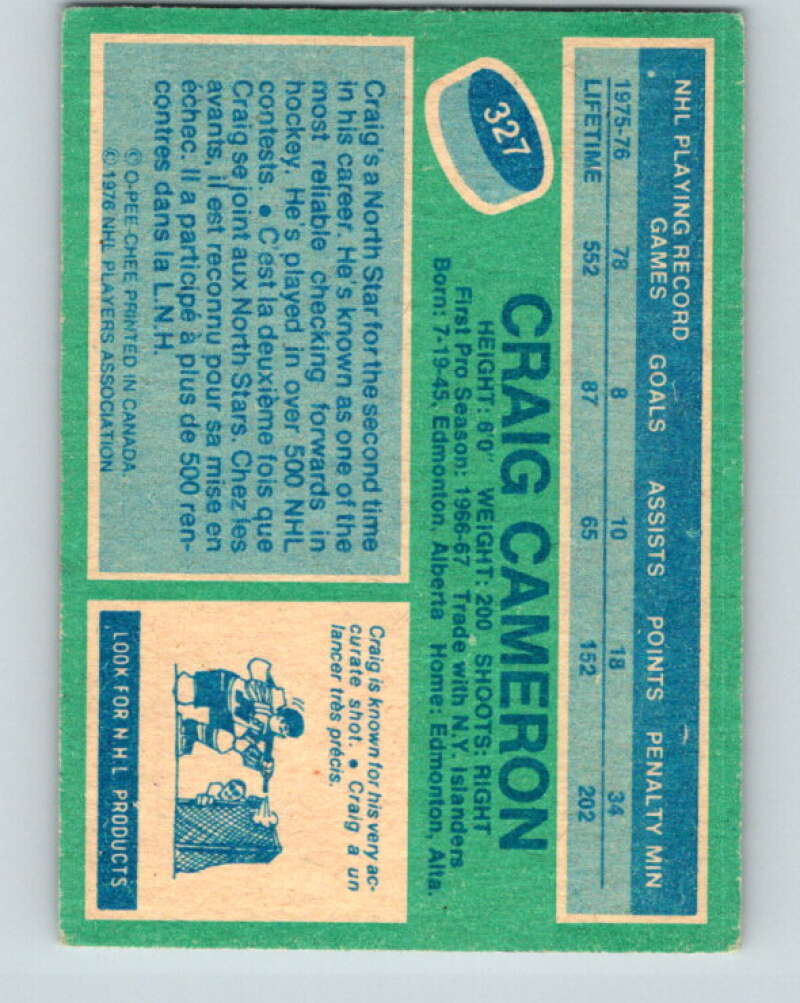 NHL PLAYING RECORD
GAMES GOALS ASSISTS POINTS PENALTY MIN
1975-76 78 8 10 18 34
LIFETIME 552 87 65 152 202
327
CRAIG CAMERON
HEIGHT: 6'0' WEIGHT: 200 SHOOTS: RIGHT
First Pro Season: 1966-67 Trade with N.Y. Islanders
Born: 7-19-45, Edmonton, Alberta Home: Edmonton, Alta.
Craig's a North Star for the second time
in his career. He's known as one of the
most reliable checking forwards in
hockey. He's played in over 500 NHL
contests. • C'est la deuxième fois que
Craig se joint aux North Stars. Chez les
avants, il est reconnu pour sa mise en
échec. Il a participé à plus de 500 ren-
contres dans la L.N.H.
© O-PEE-CHEE PRINTED IN CANADA.
© 1976 NHL PLAYERS ASSOCIATION
Craig is known for his very ac-
curate shot. • Craig a un
lancer très précis.
LOOK FOR NHL PRODUCTS